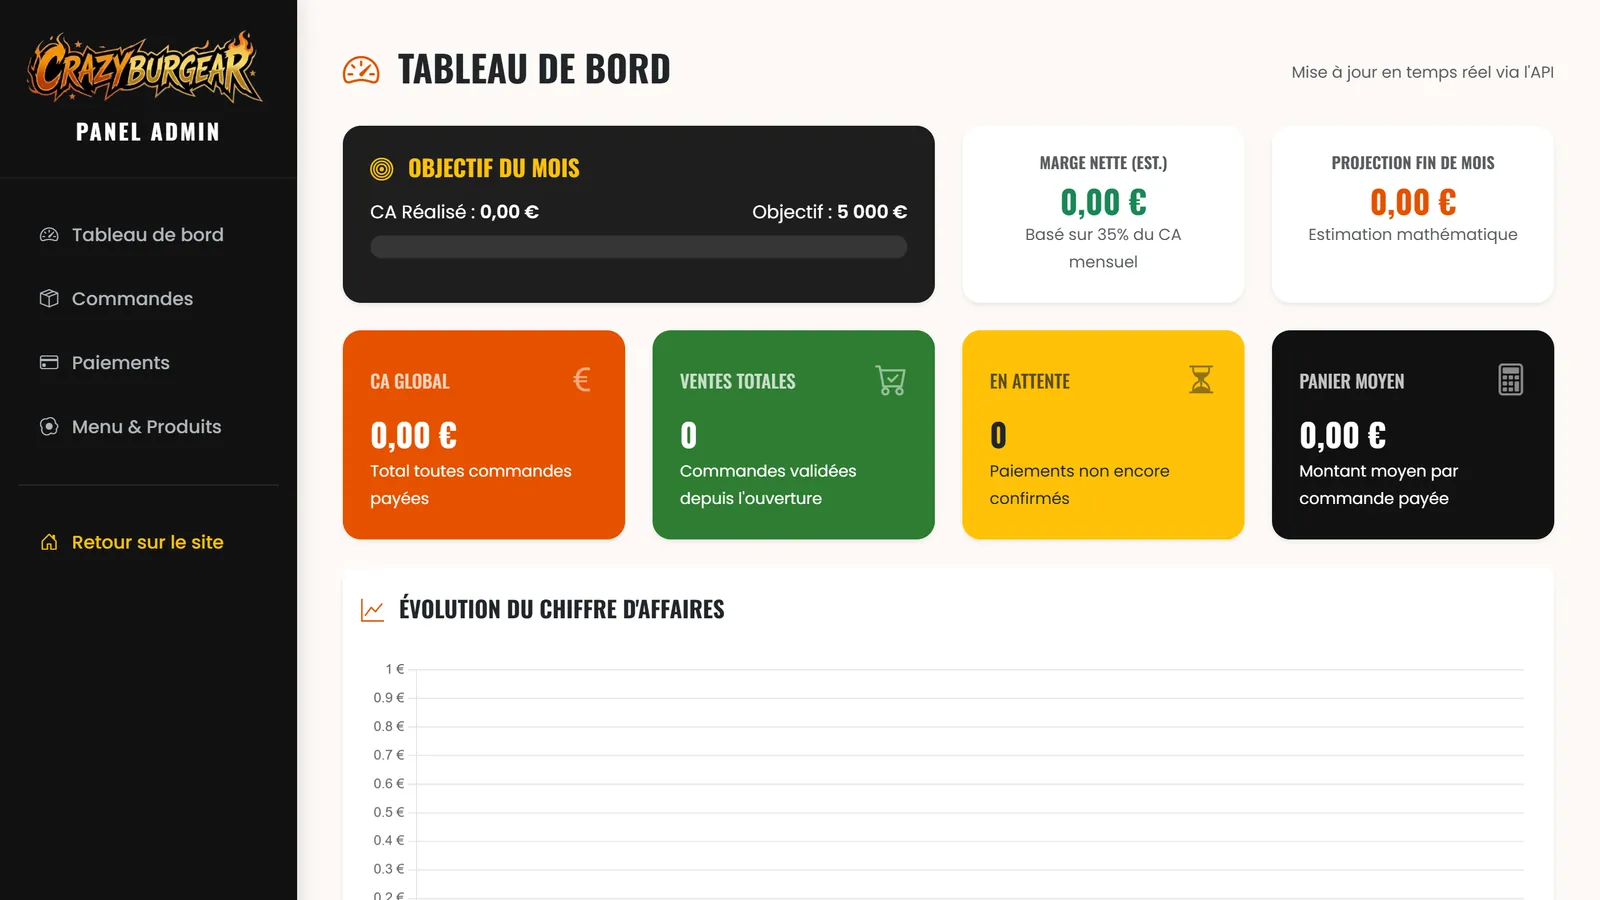 CRAZYBURGEAR
PANEL ADMIN
Tableau de bord
Commandes
Paiements
Menu & Produits
Retour sur le site
TABLEAU DE BORD
Mise à jour en temps réel via l'API
OBJECTIF DU MOIS
CA Réalisé : 0,00 €
Objectif : 5 000 €
MARGE NETTE (EST.)
0,00 €
Basé sur 35% du CA
mensuel
PROJECTION FIN DE MOIS
0,00 €
Estimation mathématique
CA GLOBAL
€
0,00 €
Total toutes commandes
payées
VENTES TOTALES
0
Commandes validées
depuis l'ouverture
EN ATTENTE
0
Paiements non encore
confirmés
PANIER MOYEN
0,00 €
Montant moyen par
commande payée
ÉVOLUTION DU CHIFFRE D'AFFAIRES
1 €
0.9 €
0.8 €
0.7 €
0.6 €
0.5 €
0.4 €
0.3 €
0.2 €